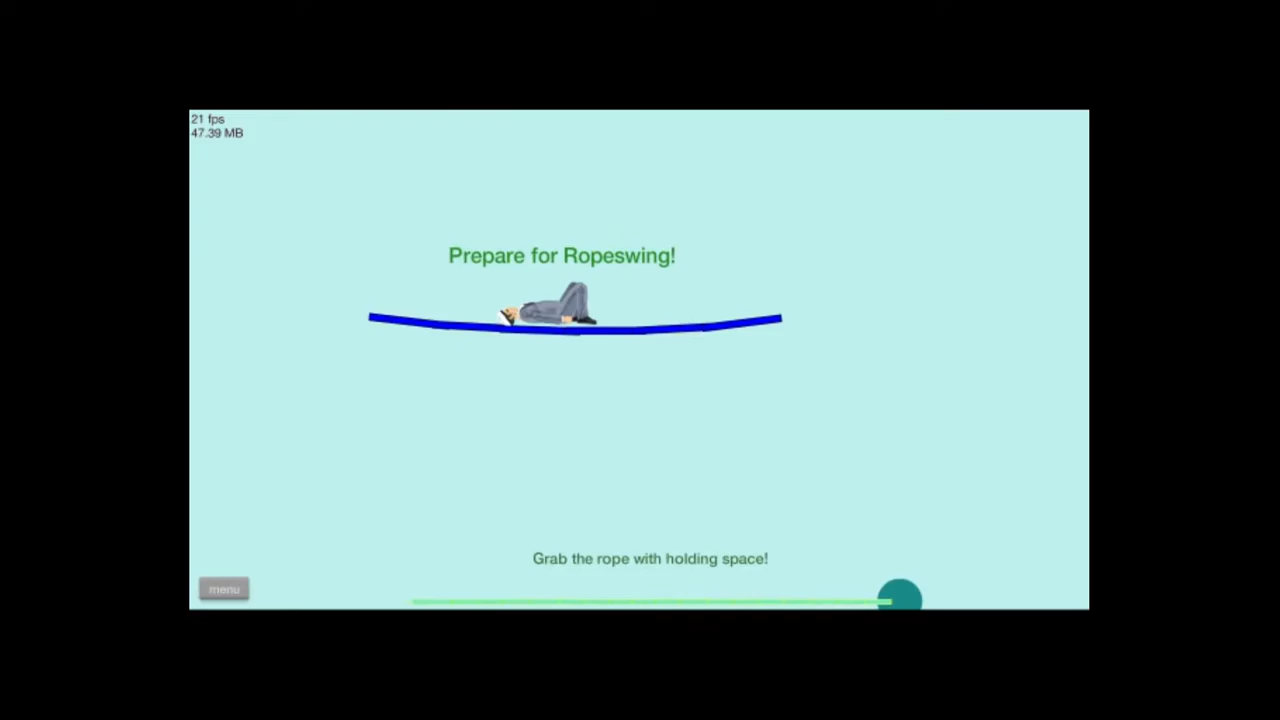 21 fps
47.39 MB
Prepare for Ropeswing!
Grab the rope with holding space!
menu